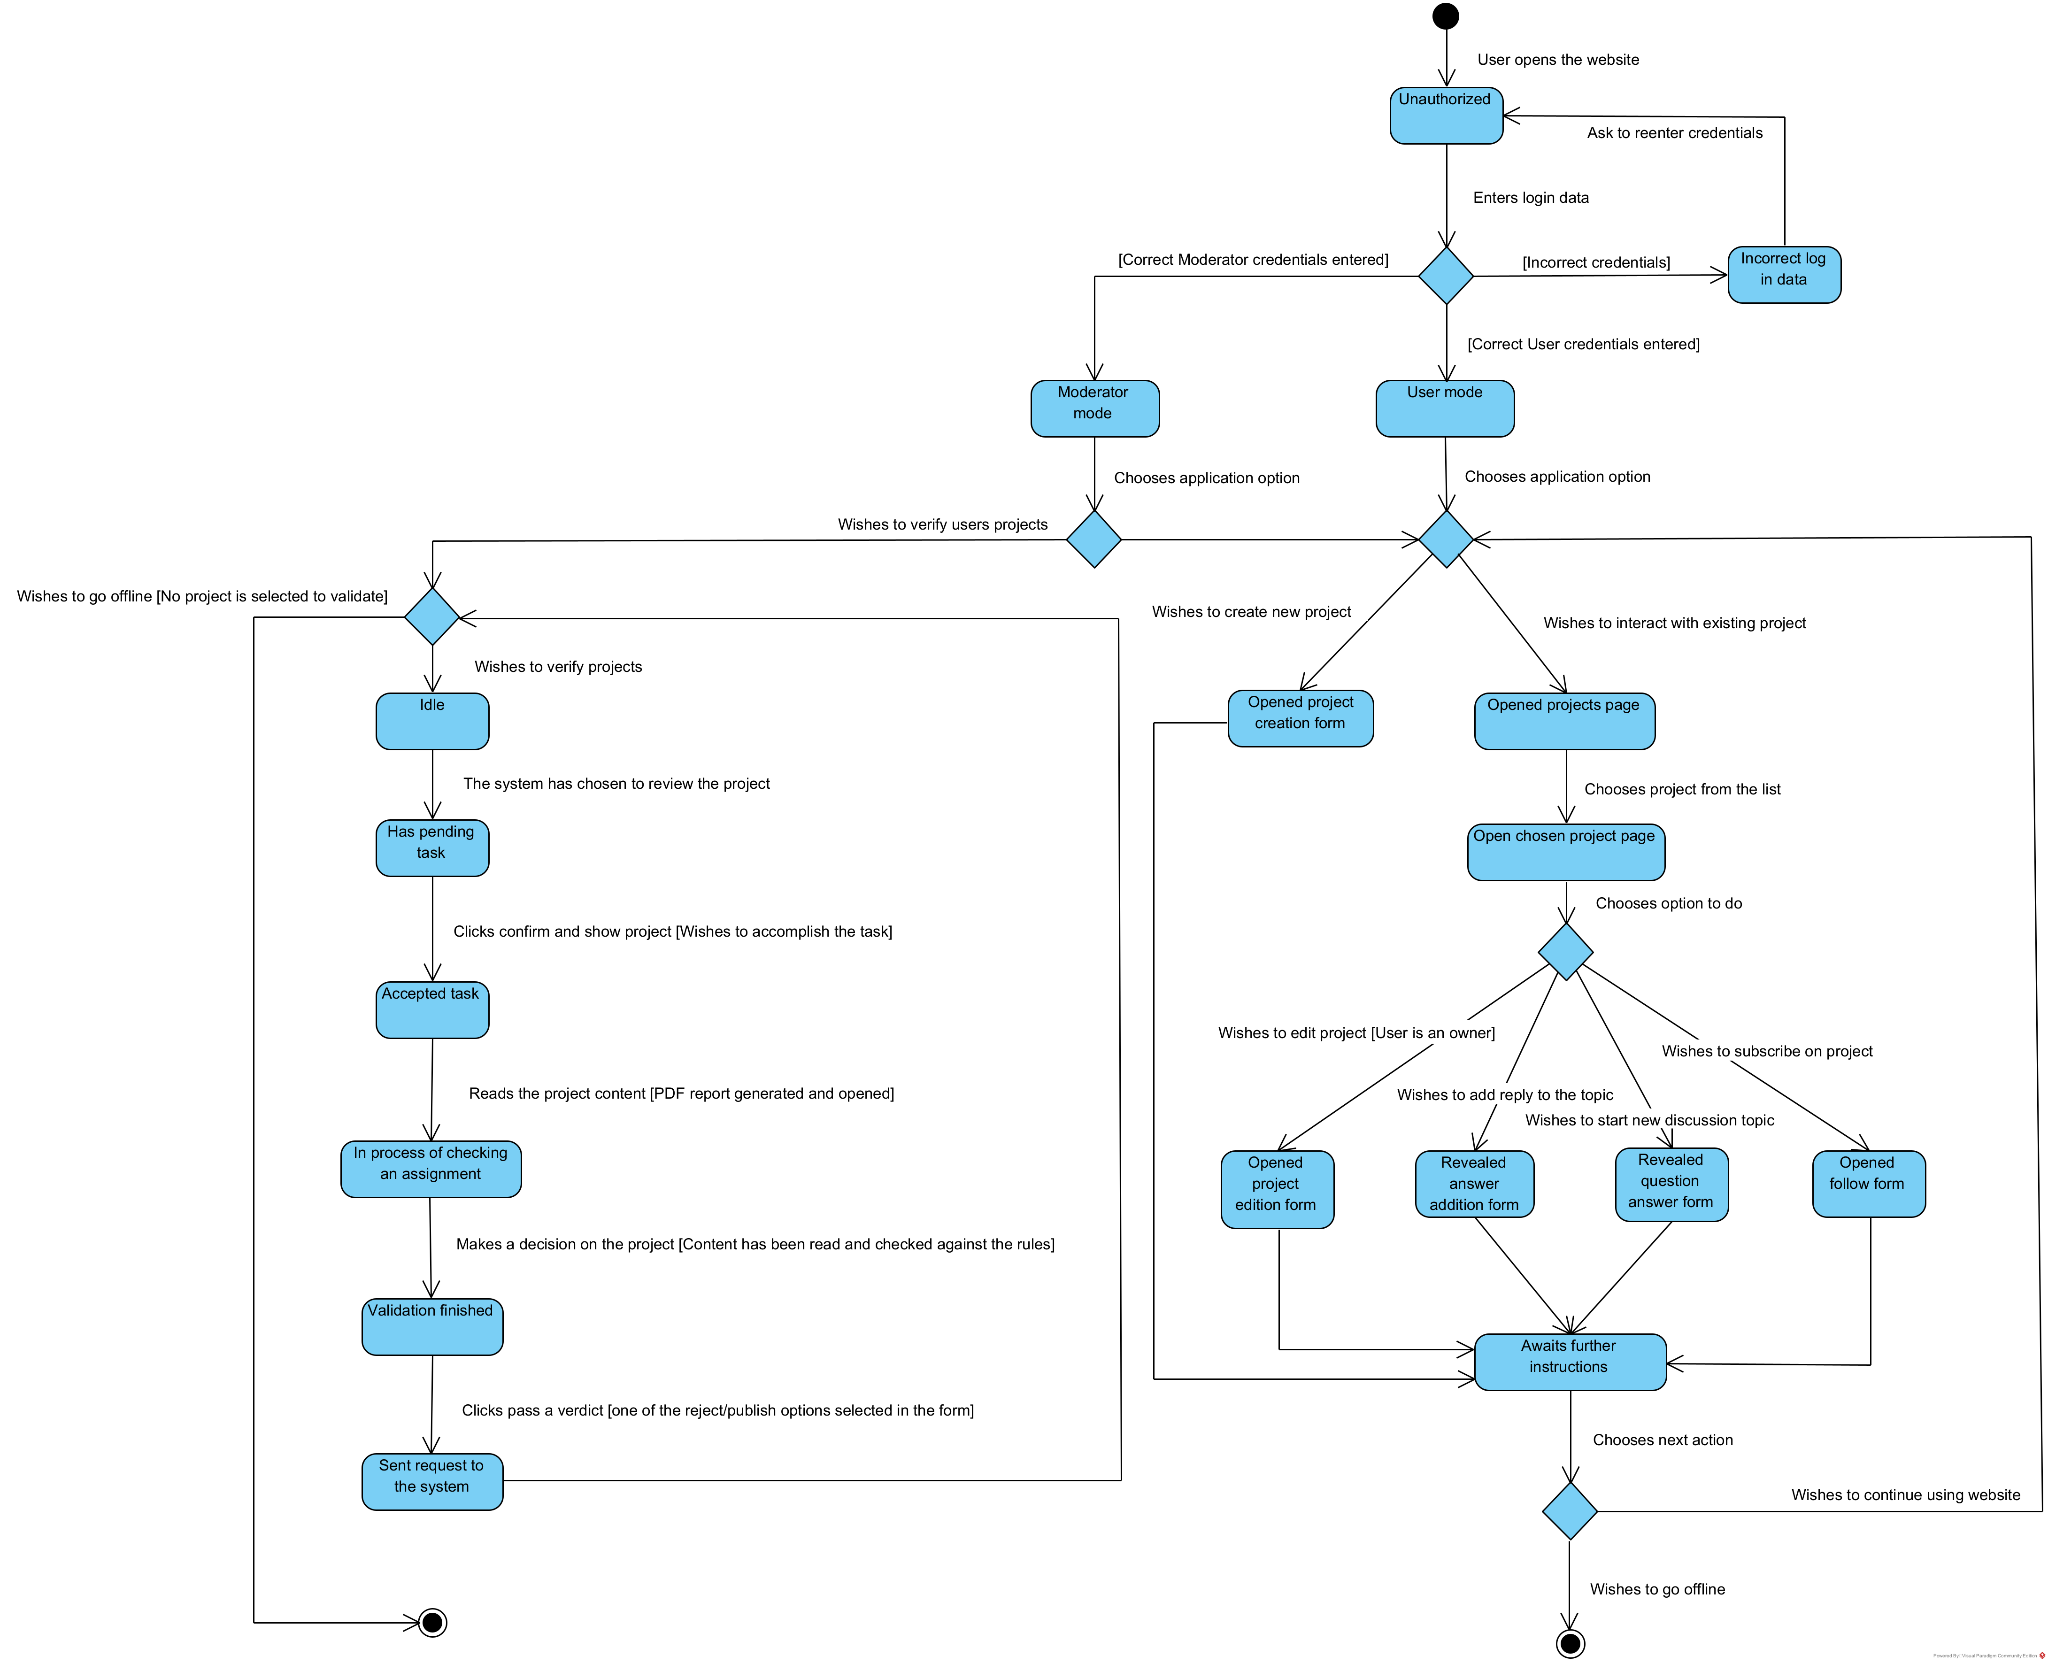 User opens the website
Unauthorized
Ask to reenter credentials
Enters login data
[Correct Moderator credentials entered]
[Incorrect credentials]
Incorrect log
in data
[Correct User credentials entered]
Moderator
mode
User mode
Chooses application option
Chooses application option
Wishes to verify users projects
Wishes to go offline [No project is selected to validate]
Wishes to create new project
Wishes to interact with existing project
Wishes to verify projects
Idle
Opened project
creation form
Opened projects page
The system has chosen to review the project
Chooses project from the list
Has pending
task
Open chosen project page
Chooses option to do
Clicks confirm and show project [Wishes to accomplish the task]
Accepted task
Wishes to edit project [User is an owner]
Wishes to subscribe on project
Reads the project content [PDF report generated and opened]
Wishes to add reply to the topic
Wishes to start new discussion topic
In process of checking
an assignment
Opened
project
edition form
Revealed
answer
addition form
Revealed
question
answer form
Opened
follow form
Makes a decision on the project [Content has been read and checked against the rules]
Validation finished
Awaits further
instructions
Clicks pass a verdict [one of the reject/publish options selected in the form]
Chooses next action
Sent request to
the system
Wishes to continue using website
Wishes to go offline
Powered By: Visual Paradigm Community Edition